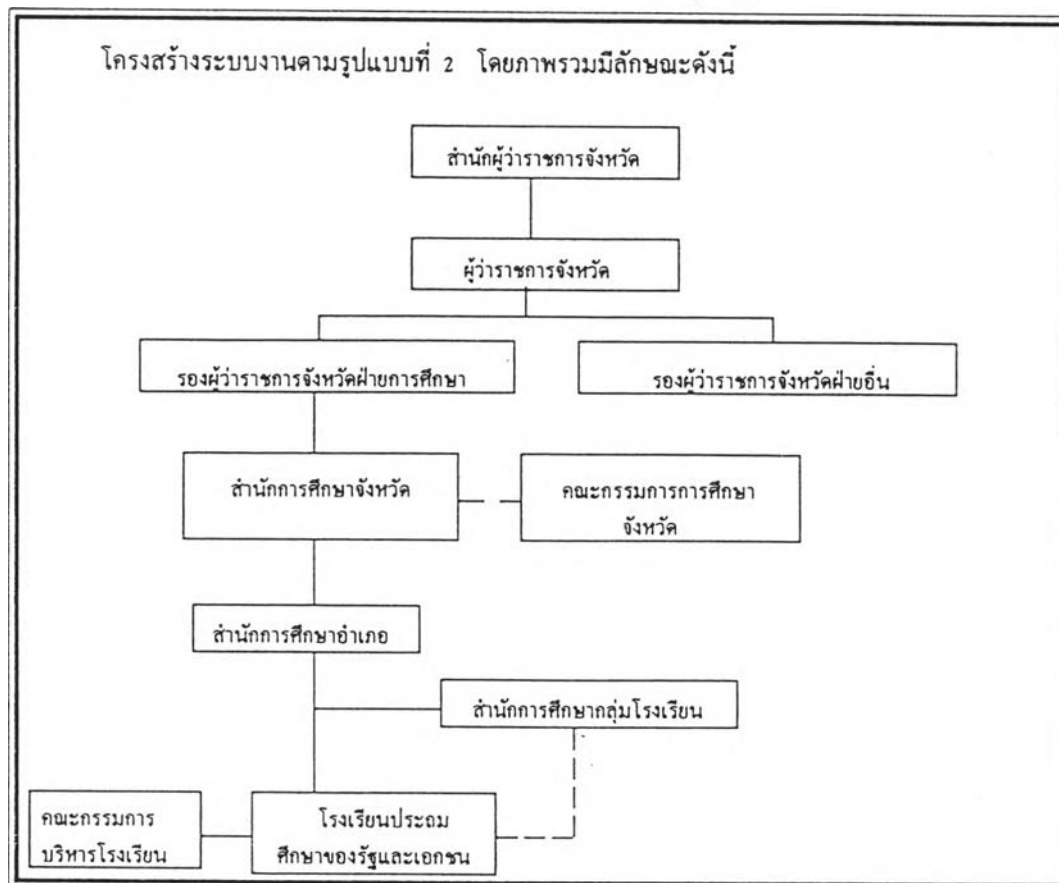 โครงสร้างระบบงานตามรูปแบบที่ 2 โดยภาพรวมมีลักษณะดังนี้
สำนักผู้ว่าราชการจังหวัด
ผู้ว่าราชการจังหวัด
รองผู้ว่าราชการจังหวัดฝ่ายการศึกษา
รองผู้ว่าราชการจังหวัดฝ่ายอื่น
สำนักการศึกษาจังหวัด
คณะกรรมการการศึกษา
จังหวัด
สำนักการศึกษาอำเภอ
สำนักการศึกษากลุ่มโรงเรียน
คณะกรรมการ
บริหารโรงเรียน
โรงเรียนประถม
ศึกษาของรัฐและเอกชน